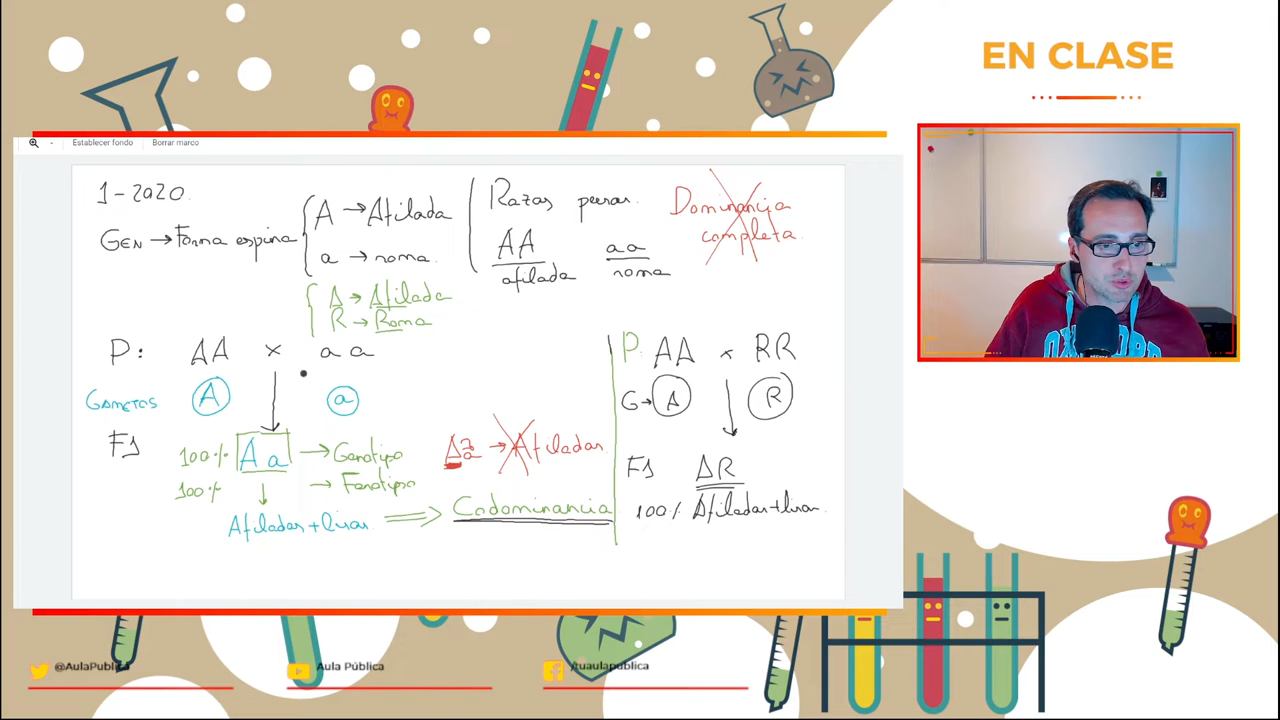 EN CLASE
Establecer fondo Borrar marco
1-2020.
GEN → Forma espina
A → Afilada
a → roma.
A → Afilada
R → Roma
Razas puras.
AA aa
afilada roma
Dominancia
completa.
P: AA x aa
GAMETOS A a
F1 100% Aa → Genotipo
100% → Fenotipo
Afiladas+lisas ⇒ Codominancia
Aa → Afiladas
P: AA x RR
G→ A R
F1 AR
100% Afiladas+lisas.
@AulaPublica
Aula Pública
/tuaulapublica